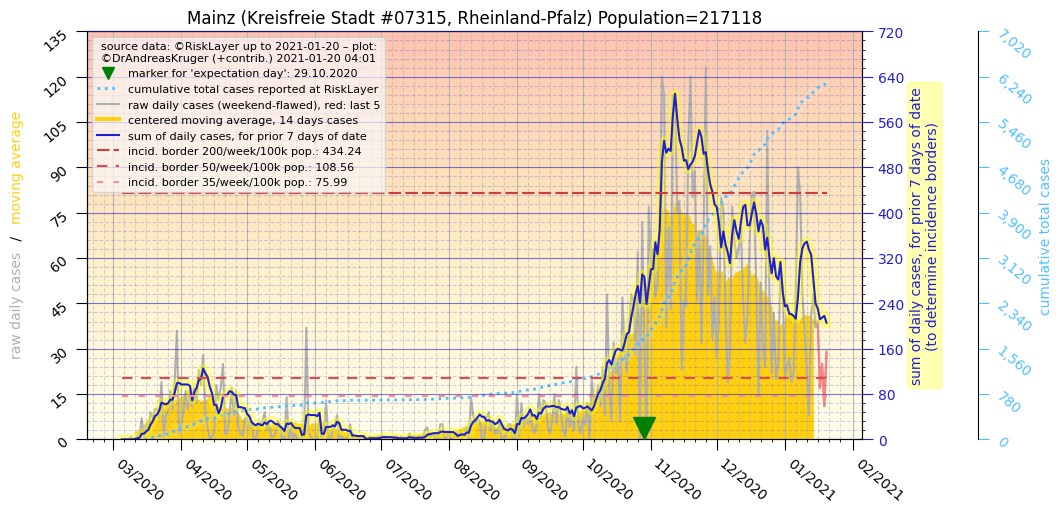 Mainz (Kreisfreie Stadt #07315, Rheinland-Pfalz) Population=217118
source data: ©RiskLayer up to 2021-01-20 – plot:
©DrAndreasKruger (+contrib.) 2021-01-20 04:01
marker for 'expectation day': 29.10.2020
cumulative total cases reported at RiskLayer
raw daily cases (weekend-flawed), red: last 5
centered moving average, 14 days cases
sum of daily cases, for prior 7 days of date
incid. border 200/week/100k pop.: 434.24
incid. border 50/week/100k pop.: 108.56
incid. border 35/week/100k pop.: 75.99
raw daily cases / moving average
135
120
105
90
75
60
45
30
15
0
03/2020
04/2020
05/2020
06/2020
07/2020
08/2020
09/2020
10/2020
11/2020
12/2020
01/2021
02/2021
720
640
560
480
400
320
240
160
80
0
sum of daily cases, for prior 7 days of date
(to determine incidence borders)
7,020
6,240
5,460
4,680
3,900
3,120
2,340
1,560
780
0
cumulative total cases